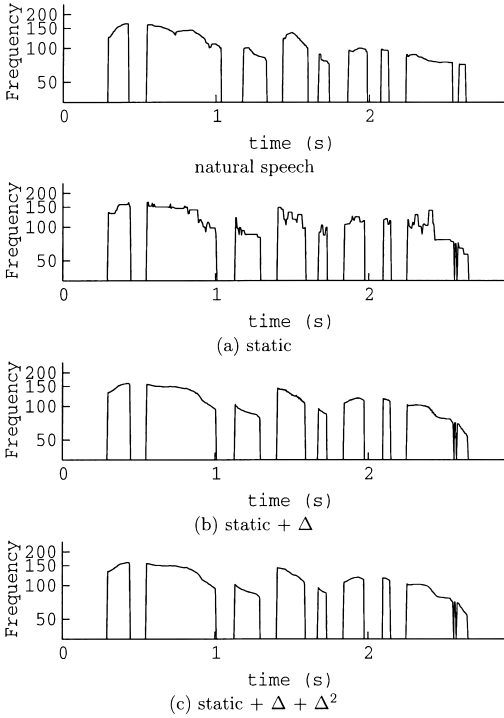 Frequency
200
150
100
50
0 1 2
time (s)
natural speech
Frequency
200
150
100
50
0 1 2
time (s)
(a) static
Frequency
200
150
100
50
0 1 2
time (s)
(b) static + Δ
Frequency
200
150
100
50
0 1 2
time (s)
(c) static + Δ + Δ²